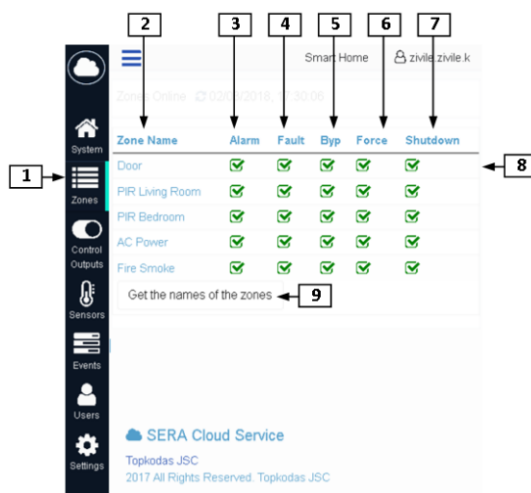 2
3
4
5
6
7
Smart Home zivile.zivile.k
Zones Online 03/08/2018, 17:30:06
System
Zone Name Alarm Fault Byp Force Shutdown
1
Zones
Door
8
PIR Living Room
PIR Bedroom
Control
Outputs
AC Power
Fire Smoke
Get the names of the zones
9
Sensors
Events
Users
Settings
SERA Cloud Service
Topkodas JSC
2017 All Rights Reserved. Topkodas JSC